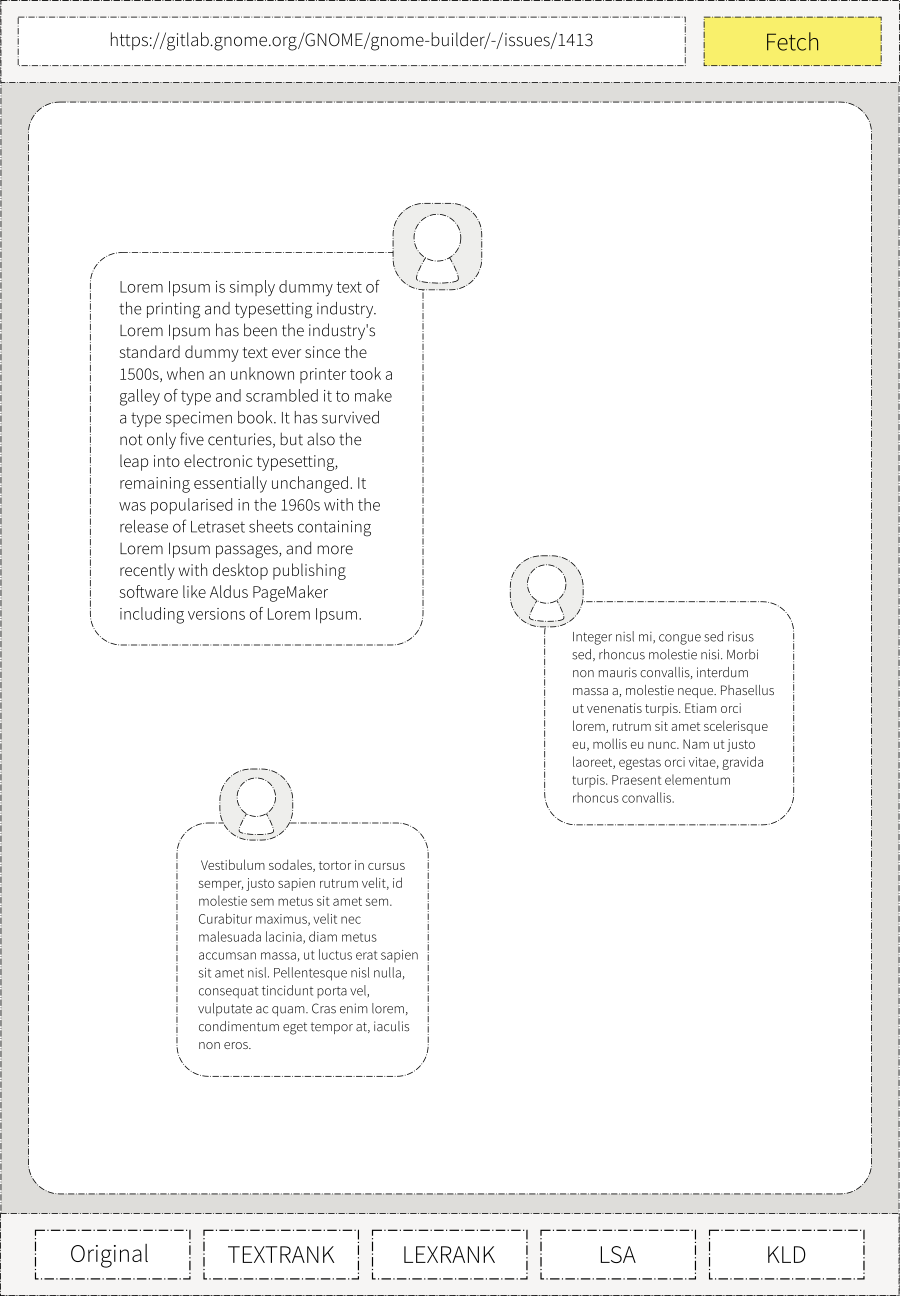 https://gitlab.gnome.org/GNOME/gnome-builder/-/issues/1413
Fetch
Lorem Ipsum is simply dummy text of
the printing and typesetting industry.
Lorem Ipsum has been the industry's
standard dummy text ever since the
1500s, when an unknown printer took a
galley of type and scrambled it to make
a type specimen book. It has survived
not only five centuries, but also the
leap into electronic typesetting,
remaining essentially unchanged. It
was popularised in the 1960s with the
release of Letraset sheets containing
Lorem Ipsum passages, and more
recently with desktop publishing
software like Aldus PageMaker
including versions of Lorem Ipsum.
Integer nisl mi, congue sed risus
sed, rhoncus molestie nisi. Morbi
non mauris convallis, interdum
massa a, molestie neque. Phasellus
ut venenatis turpis. Etiam orci
lorem, rutrum sit amet scelerisque
eu, mollis eu nunc. Nam ut justo
laoreet, egestas orci vitae, gravida
turpis. Praesent elementum
rhoncus convallis.
Vestibulum sodales, tortor in cursus
semper, justo sapien rutrum velit, id
molestie sem metus sit amet sem.
Curabitur maximus, velit nec
malesuada lacinia, diam metus
accumsan massa, ut luctus erat sapien
sit amet nisl. Pellentesque nisl nulla,
consequat tincidunt porta vel,
vulputate ac quam. Cras enim lorem,
condimentum eget tempor at, iaculis
non eros.
Original
TEXTRANK
LEXRANK
LSA
KLD